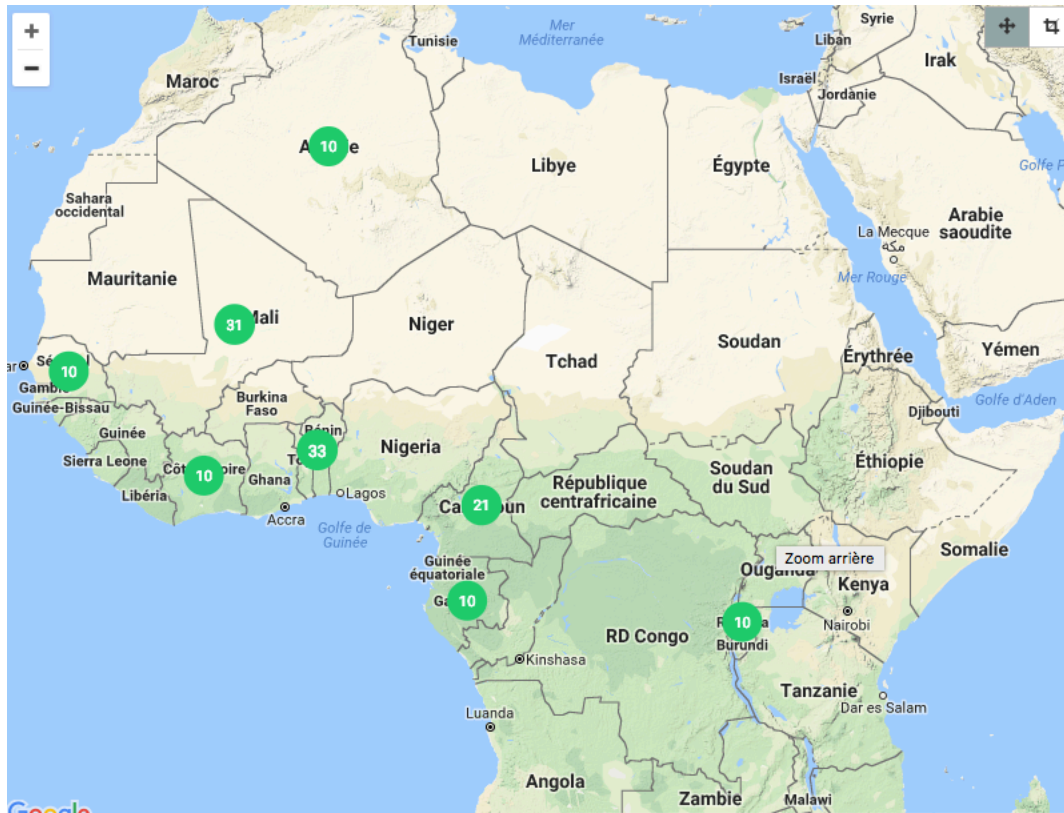 +
−
Mer
Méditerranée
Tunisie
Syrie
Liban
Irak
Israël
Jordanie
Maroc
10
Libye
Égypte
Golfe P
Sahara
occidental
Arabie
saoudite
La Mecque
مكة
Mer Rouge
Mauritanie
31
Mali
Niger
Tchad
Soudan
Érythrée
Yémen
Golfe d'Aden
10
Guinée-Bissau
Burkina
Faso
Djibouti
Guinée
Bénin
33
Nigeria
Sierra Leone
10
Ghana
Éthiopie
République
centrafricaine
Soudan
du Sud
Libéria
Lagos
21
Accra
Golfe de
Guinée
Somalie
Zoom arrière
Guinée
équatoriale
Ouganda
Kenya
10
10
Nairobi
RD Congo
Burundi
Kinshasa
Tanzanie
Dar es Salam
Luanda
Angola
Zambie
Malawi
Google